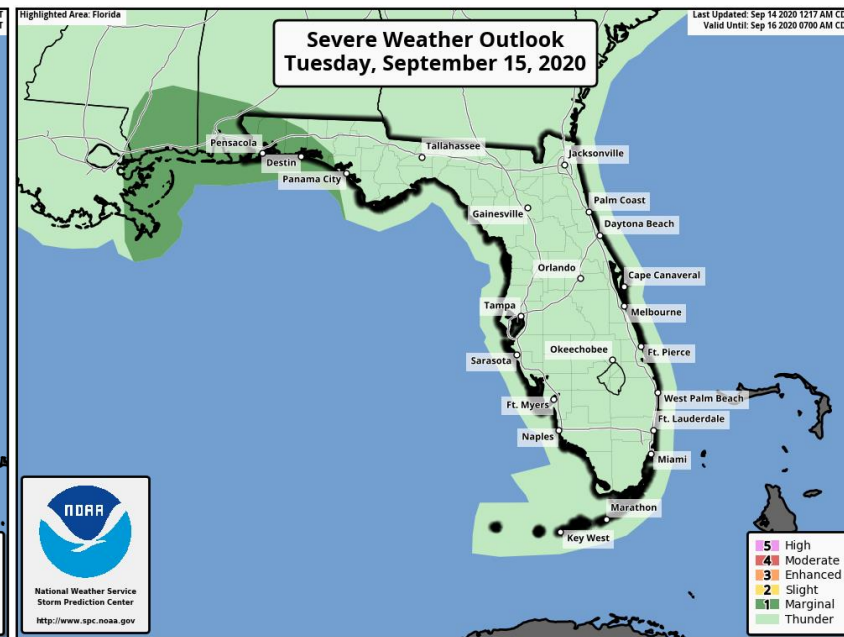 Highlighted Area: Florida
Severe Weather Outlook
Tuesday, September 15, 2020
Last Updated: Sep 14 2020 1217 AM CD
Valid Until: Sep 16 2020 0700 AM CD
Pensacola
Destin
Panama City
Tallahassee
Jacksonville
Palm Coast
Gainesville
Daytona Beach
Orlando
Cape Canaveral
Tampa
Melbourne
Okeechobee
Ft. Pierce
Sarasota
West Palm Beach
Ft. Myers
Ft. Lauderdale
Naples
Miami
Marathon
Key West
NOAA
National Weather Service
Storm Prediction Center
http://www.spc.noaa.gov
5 High
4 Moderate
3 Enhanced
2 Slight
1 Marginal
Thunder